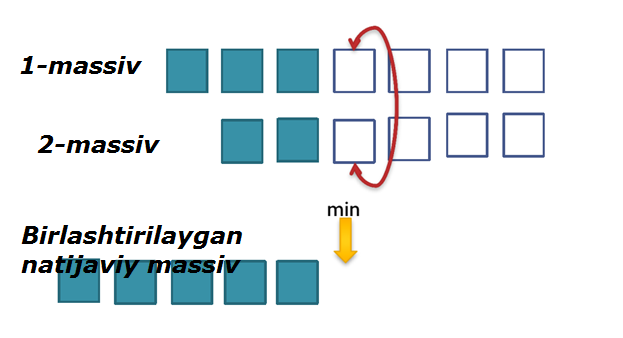 1-massiv
2-massiv
min
Birlashtirilaygan
natijaviy massiv